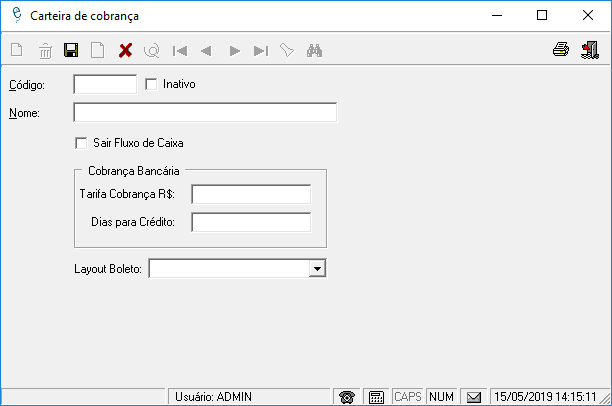 Carteira de cobrança
Código:
Inativo
Nome:
Sair Fluxo de Caixa
Cobrança Bancária
Tarifa Cobrança R$:
Dias para Crédito:
Layout Boleto:
Usuário: ADMIN CAPS NUM 15/05/2019 14:15:11